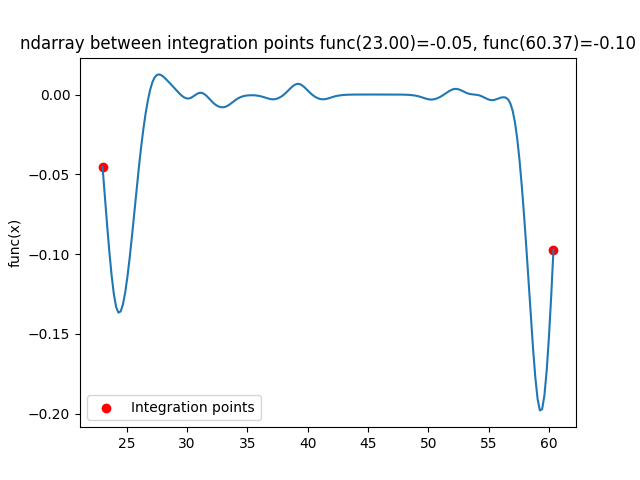 ndarray between integration points func(23.00)=-0.05, func(60.37)=-0.10
0.00
−0.05
−0.10
−0.15
−0.20
func(x)
Integration points
25 30 35 40 45 50 55 60